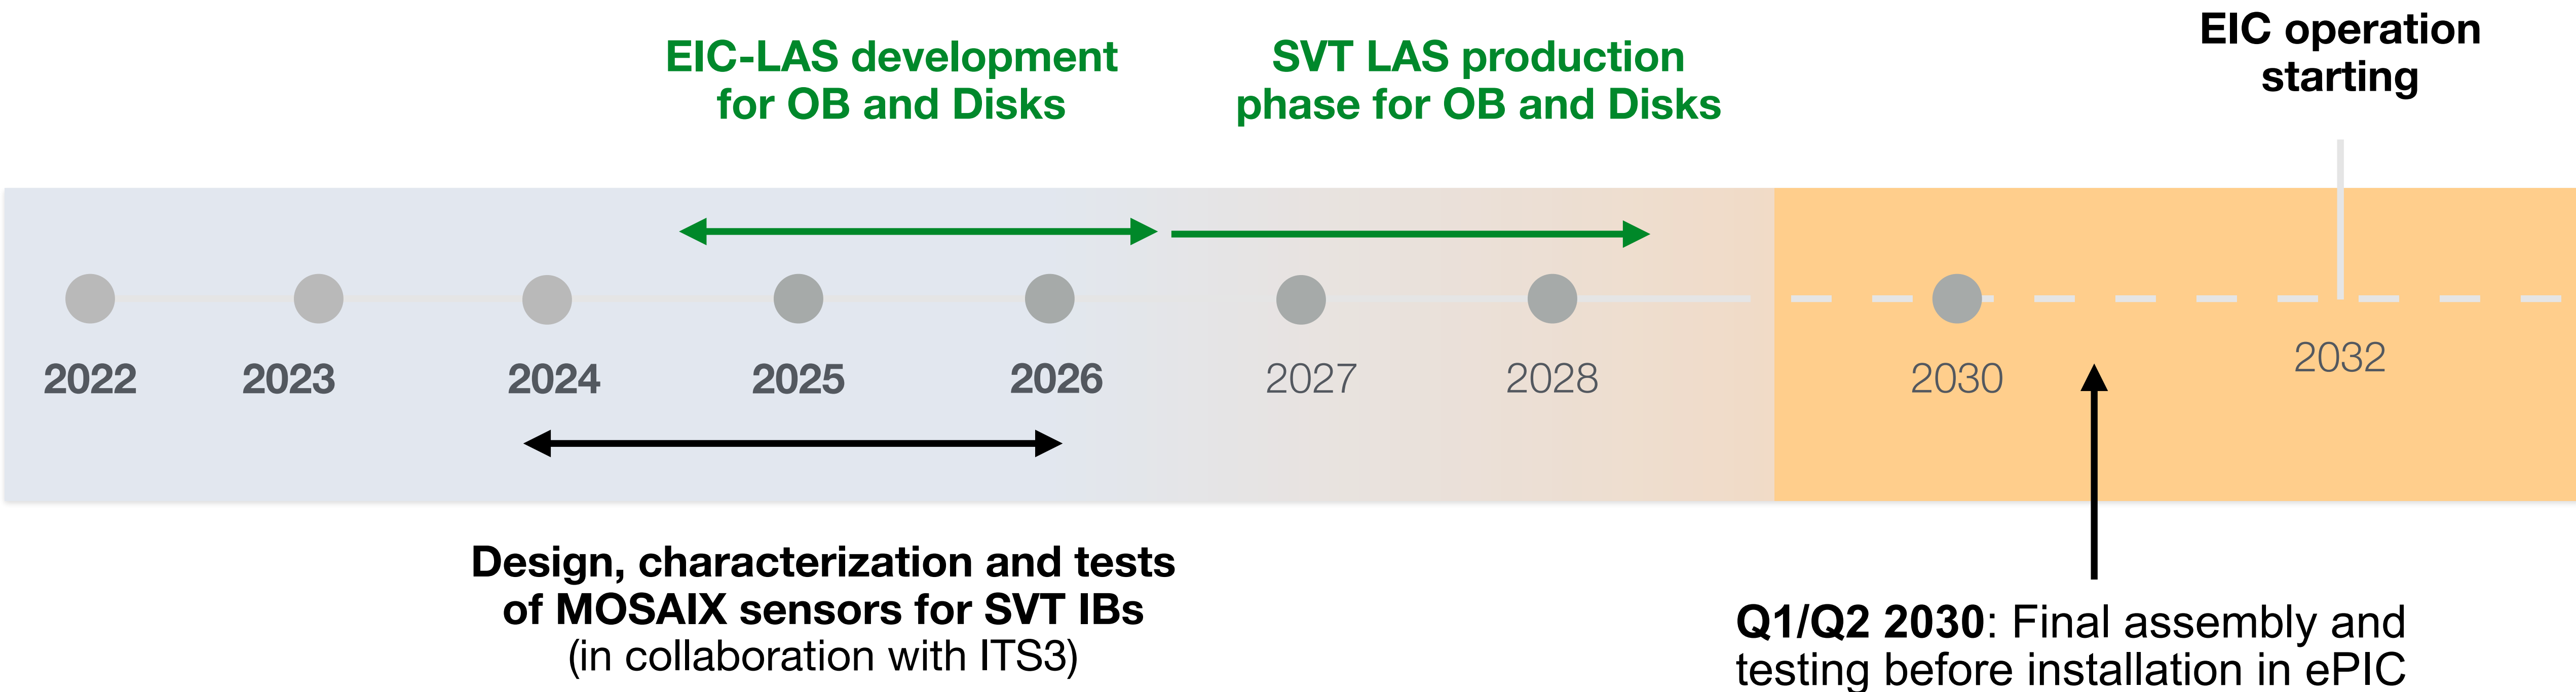 EIC operation
starting
EIC-LAS development
for OB and Disks
SVT LAS production
phase for OB and Disks
2022
2023
2024
2025
2026
2027
2028
2030
2032
Design, characterization and tests
of MOSAIX sensors for SVT IBs
(in collaboration with ITS3)
Q1/Q2 2030: Final assembly and
testing before installation in ePIC